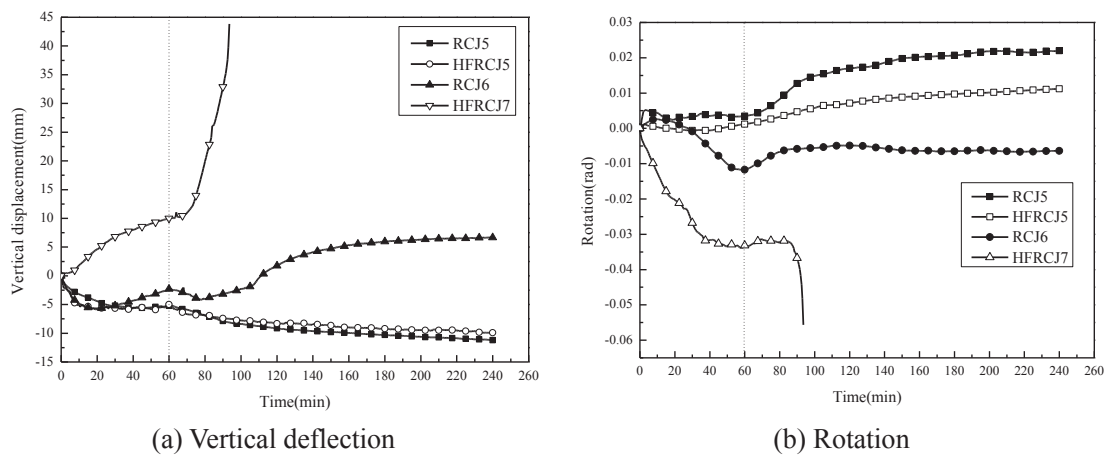 45
40
35
30
25
20
15
10
5
0
-5
-10
-15
Vertical displacement(mm)
RCJ5
HFRCJ5
RCJ6
HFRCJ7
0 20 40 60 80 100 120 140 160 180 200 220 240 260
Time(min)
(a) Vertical deflection
0.03
0.02
0.01
0.00
-0.01
-0.02
-0.03
-0.04
-0.05
-0.06
Rotation(rad)
RCJ5
HFRCJ5
RCJ6
HFRCJ7
0 20 40 60 80 100 120 140 160 180 200 220 240 260
Time(min)
(b) Rotation